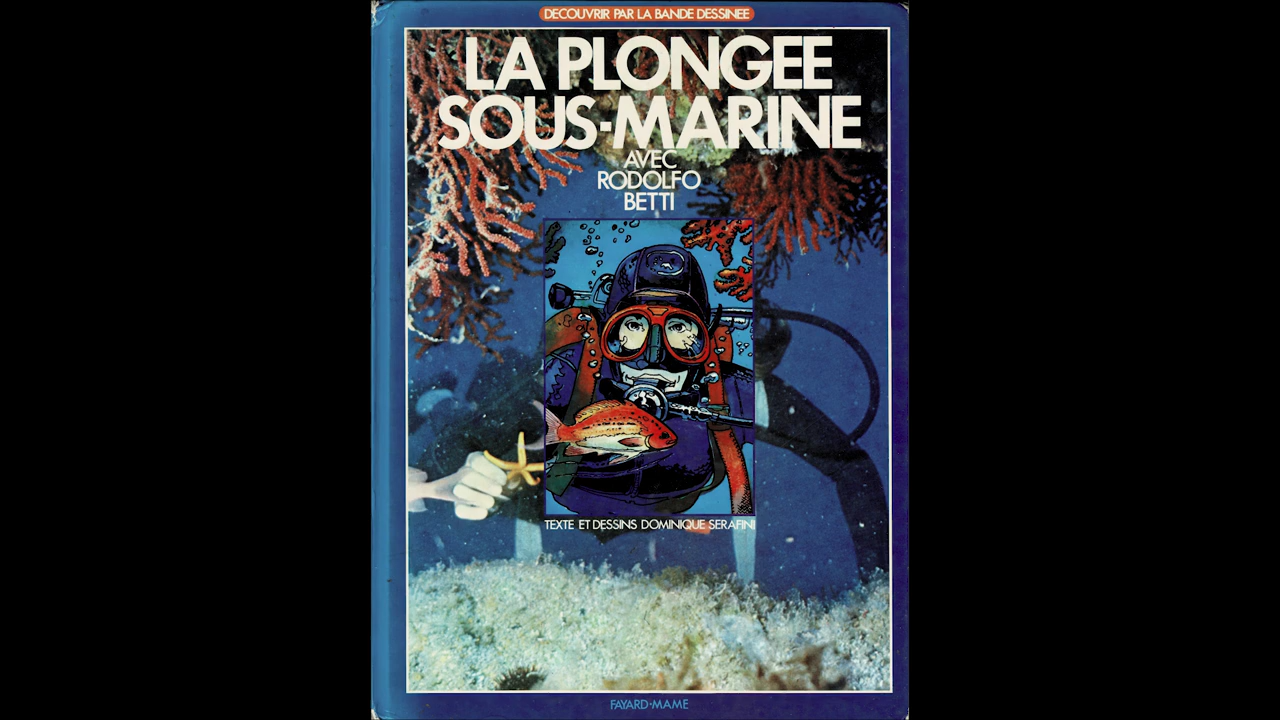 DECOUVRIR PAR LA BANDE DESSINEE
LA PLONGEE
SOUS-MARINE
AVEC
RODOLFO
BETTI
TEXTE ET DESSINS DOMINIQUE SERAFINI
FAYARD-MAME